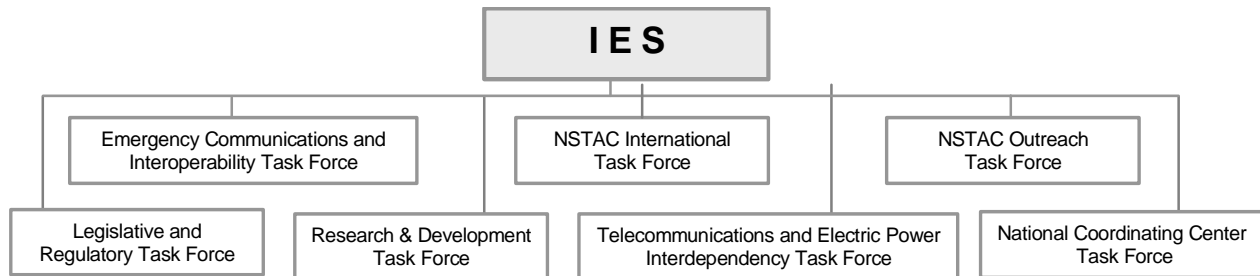 I E S
Emergency Communications and
Interoperability Task Force
NSTAC International
Task Force
NSTAC Outreach
Task Force
Legislative and
Regulatory Task Force
Research & Development
Task Force
Telecommunications and Electric Power
Interdependency Task Force
National Coordinating Center
Task Force